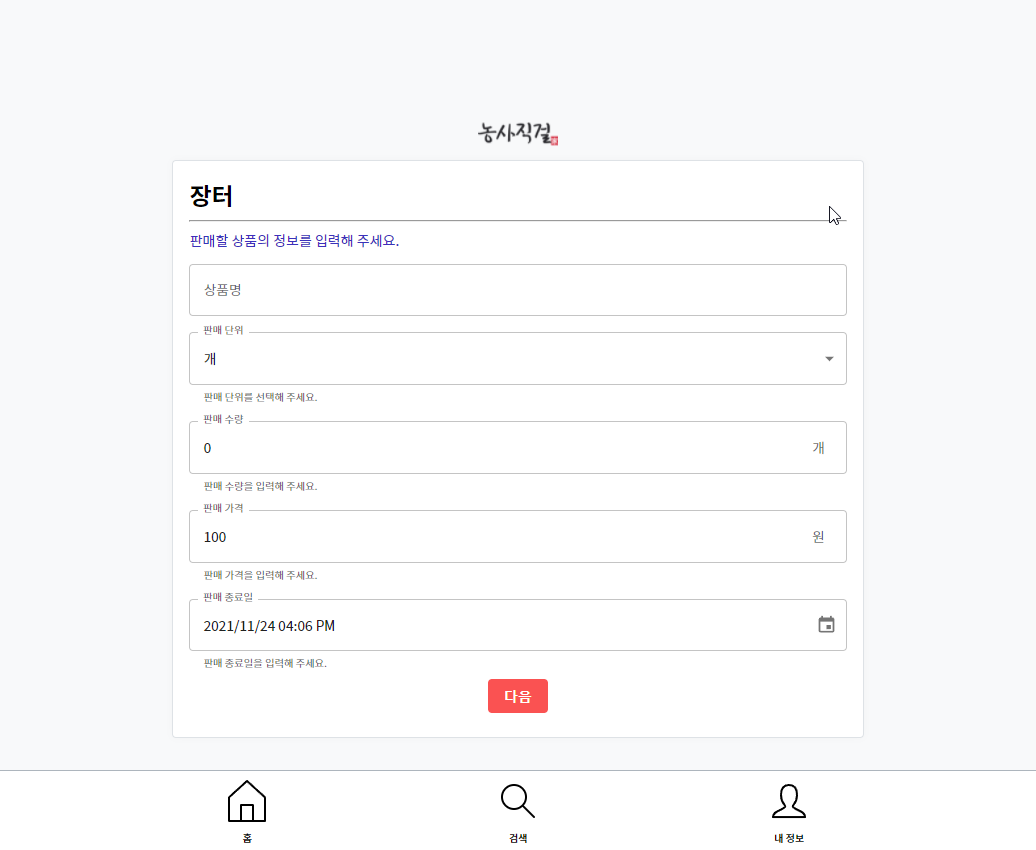 농사직걸
장터
판매할 상품의 정보를 입력해 주세요.
상품명
판매 단위
개
판매 단위를 선택해 주세요.
판매 수량
0 개
판매 수량을 입력해 주세요.
판매 가격
100 원
판매 가격을 입력해 주세요.
판매 종료일
2021/11/24 04:06 PM
판매 종료일을 입력해 주세요.
다음
홈 검색 내 정보